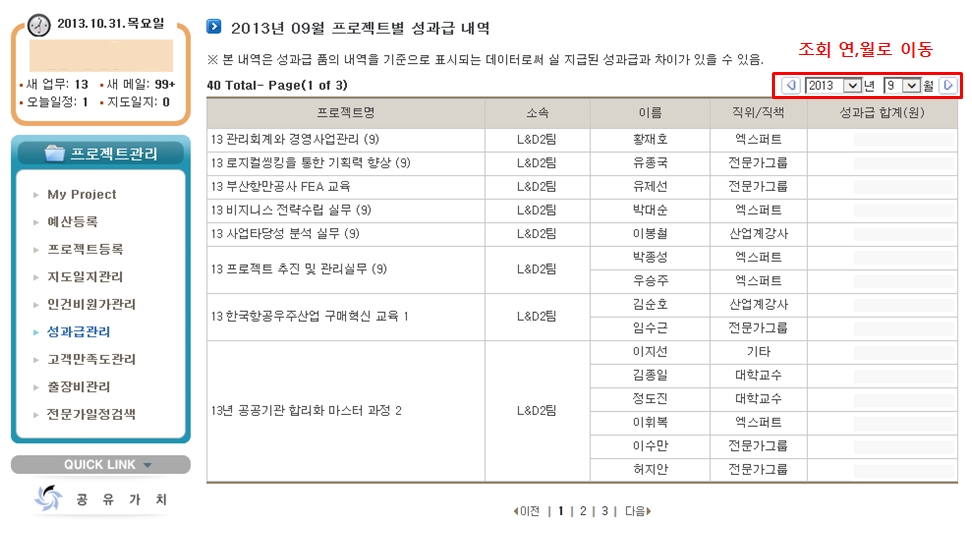 2013.10.31.목요일
새 업무: 13 새 메일: 99+
오늘일정: 1 지도일지: 0
프로젝트관리
My Project
예산등록
프로젝트등록
지도일지관리
인건비원가관리
성과급관리
고객만족도관리
출장비관리
전문가일정검색
QUICK LINK
공 유 가 치
2013년 09월 프로젝트별 성과급 내역
※ 본 내역은 성과급 품의 내역을 기준으로 표시되는 데이터로써 실 지급된 성과급과 차이가 있을 수 있음.
조회 연,월로 이동
40 Total- Page(1 of 3)
2013 년 9 월
프로젝트명 소속 이름 직위/직책 성과급 합계(원)
13 관리회계와 경영사업관리 (9) L&D2팀 황재호 엑스퍼트
13 로지컬씽킹을 통한 기획력 향상 (9) L&D2팀 유종국 전문가그룹
13 부산항만공사 FEA 교육 L&D2팀 유제선 전문가그룹
13 비지니스 전략수립 실무 (9) L&D2팀 박대순 엑스퍼트
13 사업타당성 분석 실무 (9) L&D2팀 이봉철 산업계강사
13 프로젝트 추진 및 관리실무 (9) L&D2팀 박종성 엑스퍼트
우승주 엑스퍼트
13 한국항공우주산업 구매혁신 교육 1 L&D2팀 김순호 산업계강사
임수근 전문가그룹
13년 공공기관 합리화 마스터 과정 2 L&D2팀 이지선 기타
김종일 대학교수
정도진 대학교수
이휘복 엑스퍼트
이수만 전문가그룹
허지안 전문가그룹
이전 | 1 | 2 | 3 | 다음